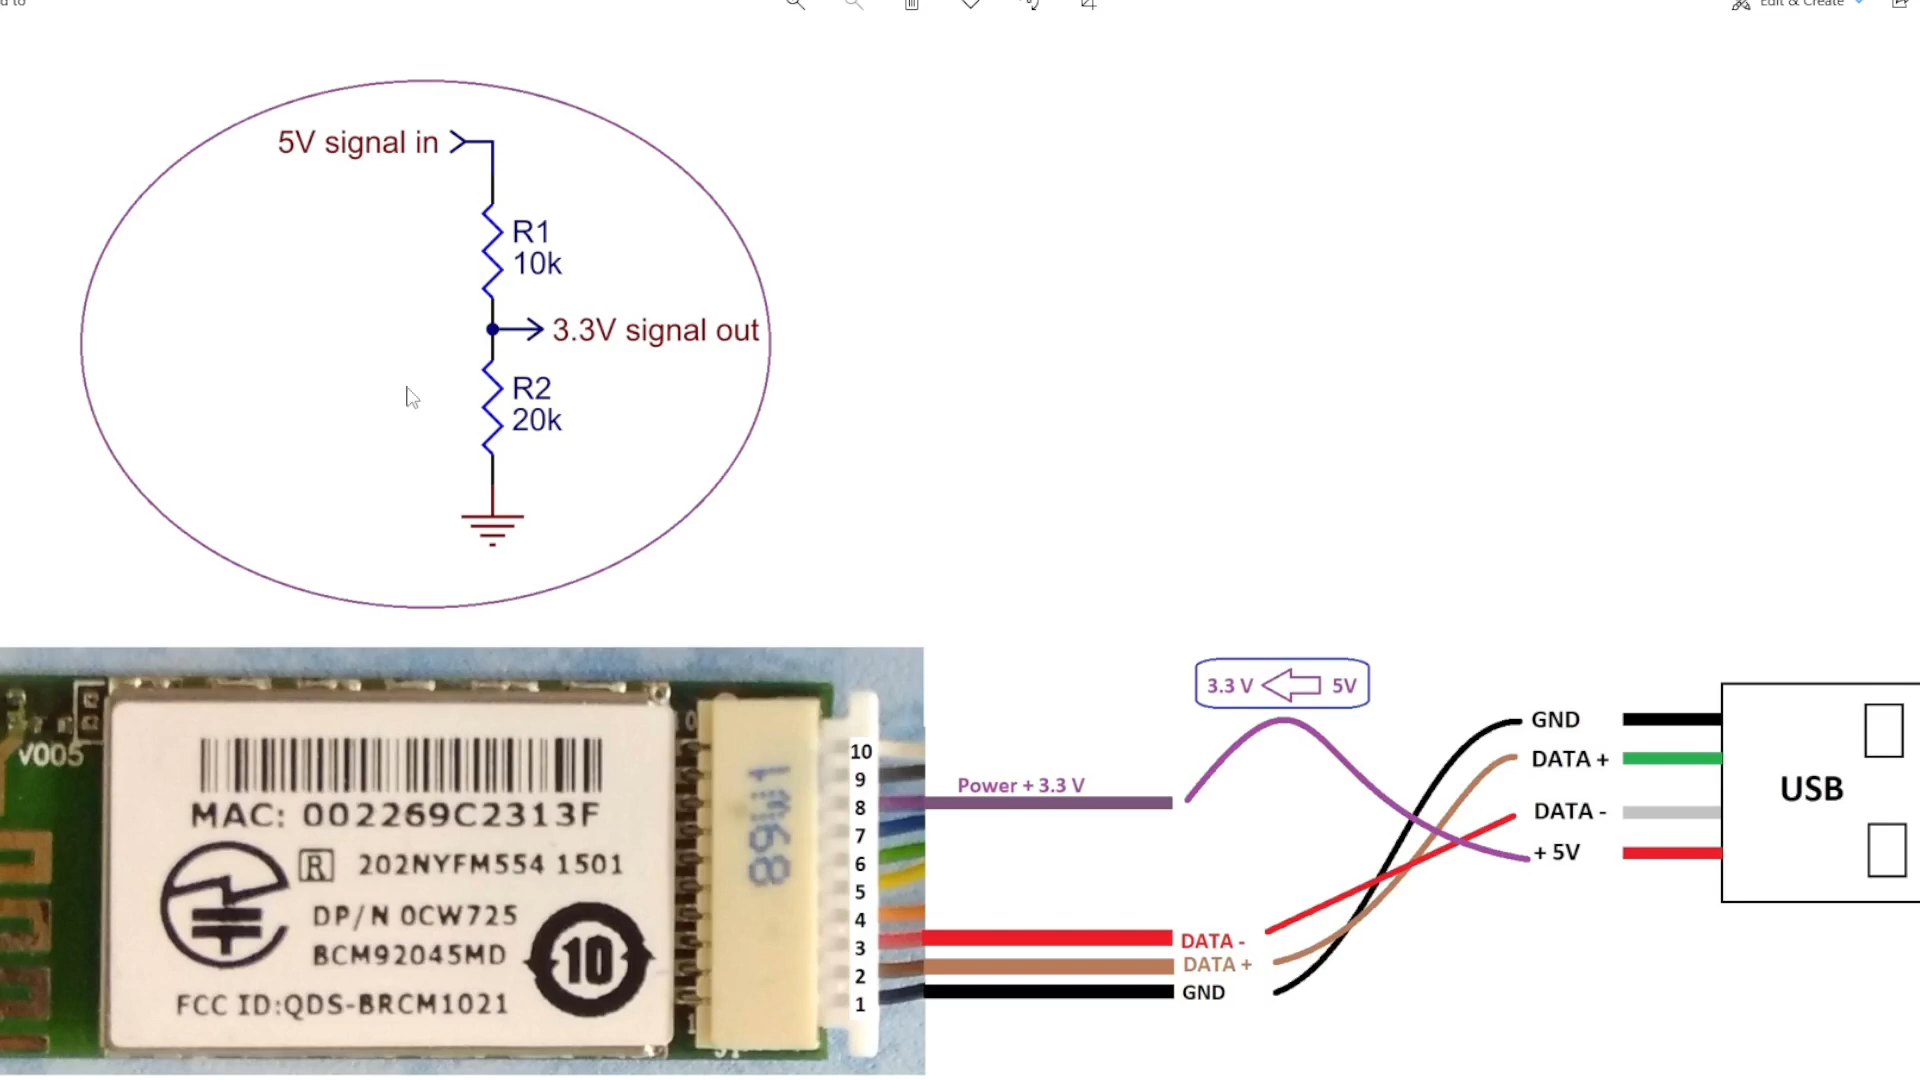 Edit & Create
5V signal in
R1
10k
3.3V signal out
R2
20k
3.3 V 5V
Power + 3.3 V
GND
DATA +
DATA -
+ 5V
USB
DATA -
DATA +
GND
10
9
8
7
6
5
4
3
2
1
V005
MAC: 002269C2313F
R 202NYFM554 1501
DP/N 0CW725
BCM92045MD
10
FCC ID:QDS-BRCM1021